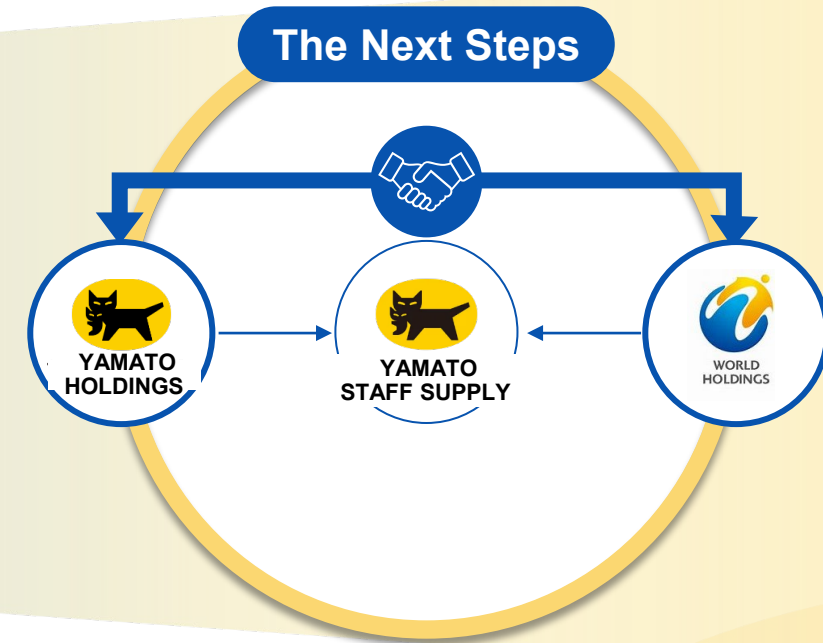 The Next Steps
YAMATO
HOLDINGS
YAMATO
STAFF SUPPLY
WORLD
HOLDINGS